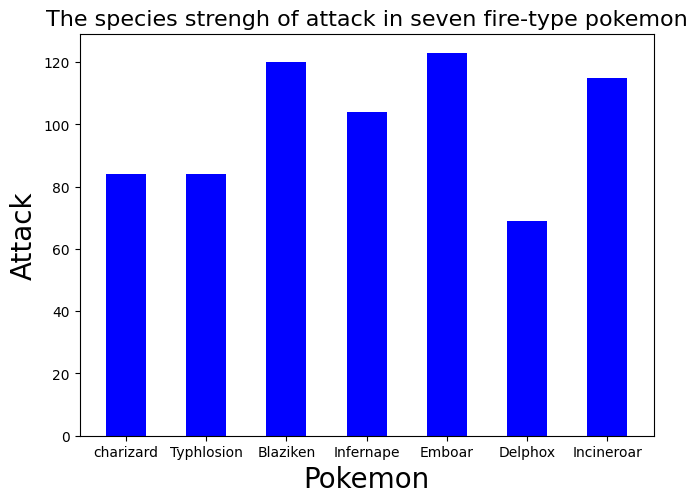 The species strengh of attack in seven fire-type pokemon
Attack
120
100
80
60
40
20
0
charizard Typhlosion Blaziken Infernape Emboar Delphox Incineroar
Pokemon